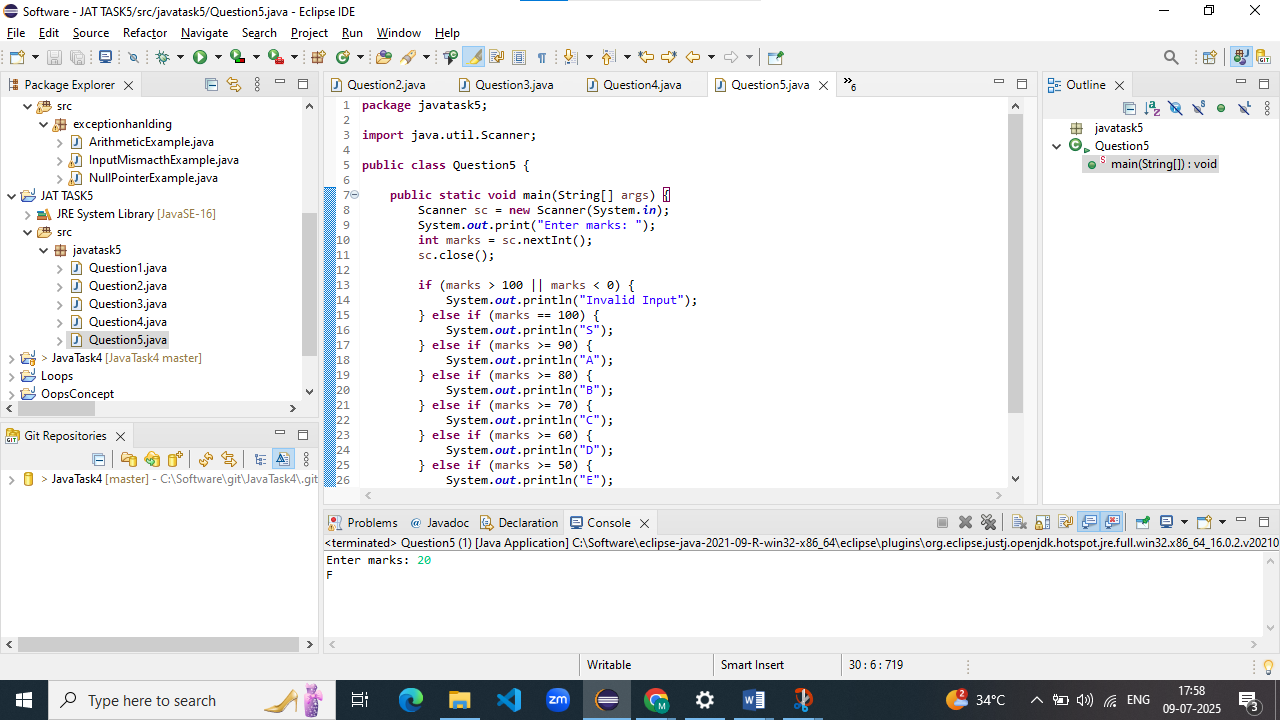 Software - JAT TASK5/src/javatask5/Question5.java - Eclipse IDE
File Edit Source Refactor Navigate Search Project Run Window Help
Package Explorer
src
exceptionhanlding
ArithmeticExample.java
InputMismacthExample.java
NullPointerExample.java
JAT TASK5
JRE System Library [JavaSE-16]
src
javatask5
Question1.java
Question2.java
Question3.java
Question4.java
Question5.java
> JavaTask4 [JavaTask4 master]
Loops
OopsConcept
Git Repositories
> JavaTask4 [master] - C:\Software\git\JavaTask4\.git
Question2.java Question3.java Question4.java Question5.java »6
1 package javatask5;
2
3 import java.util.Scanner;
4
5 public class Question5 {
6
7 public static void main(String[] args) {
8 Scanner sc = new Scanner(System.in);
9 System.out.print("Enter marks: ");
10 int marks = sc.nextInt();
11 sc.close();
12
13 if (marks > 100 || marks < 0) {
14 System.out.println("Invalid Input");
15 } else if (marks == 100) {
16 System.out.println("S");
17 } else if (marks >= 90) {
18 System.out.println("A");
19 } else if (marks >= 80) {
20 System.out.println("B");
21 } else if (marks >= 70) {
22 System.out.println("C");
23 } else if (marks >= 60) {
24 System.out.println("D");
25 } else if (marks >= 50) {
26 System.out.println("E");
Outline
javatask5
Question5
main(String[]) : void
Problems Javadoc Declaration Console
<terminated> Question5 (1) [Java Application] C:\Software\eclipse-java-2021-09-R-win32-x86_64\eclipse\plugins\org.eclipse.justj.openjdk.hotspot.jre.full.win32.x86_64_16.0.2.v20210
Enter marks: 20
F
Writable Smart Insert 30 : 6 : 719
Type here to search
zm
2 34°C ENG 17:58
09-07-2025
3